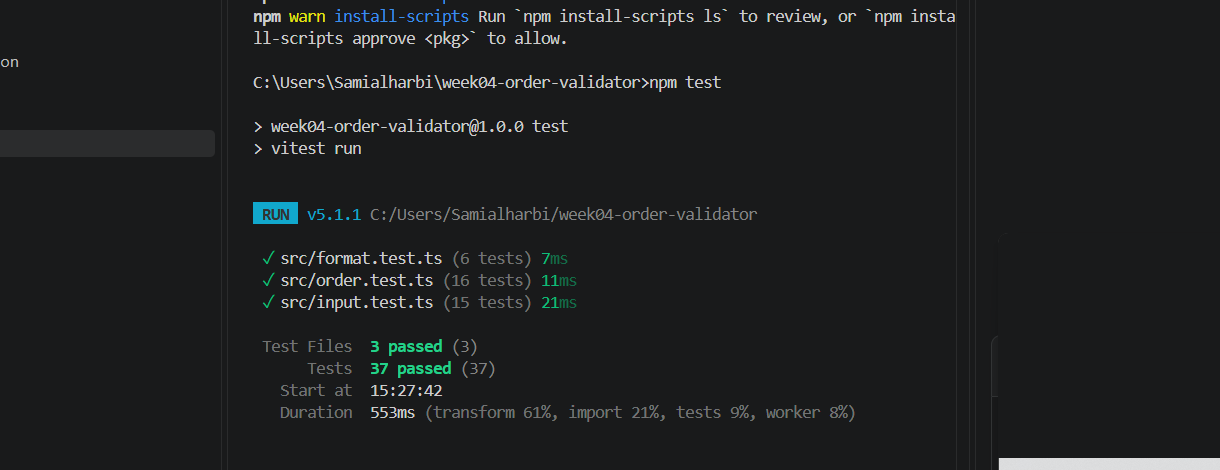 npm warn install-scripts Run `npm install-scripts ls` to review, or `npm insta
ll-scripts approve <pkg>` to allow.
on
C:\Users\Samialharbi\week04-order-validator>npm test
> week04-order-validator@1.0.0 test
> vitest run
RUN v5.1.1 C:/Users/Samialharbi/week04-order-validator
✓ src/format.test.ts (6 tests) 7ms
✓ src/order.test.ts (16 tests) 11ms
✓ src/input.test.ts (15 tests) 21ms
Test Files 3 passed (3)
Tests 37 passed (37)
Start at 15:27:42
Duration 553ms (transform 61%, import 21%, tests 9%, worker 8%)